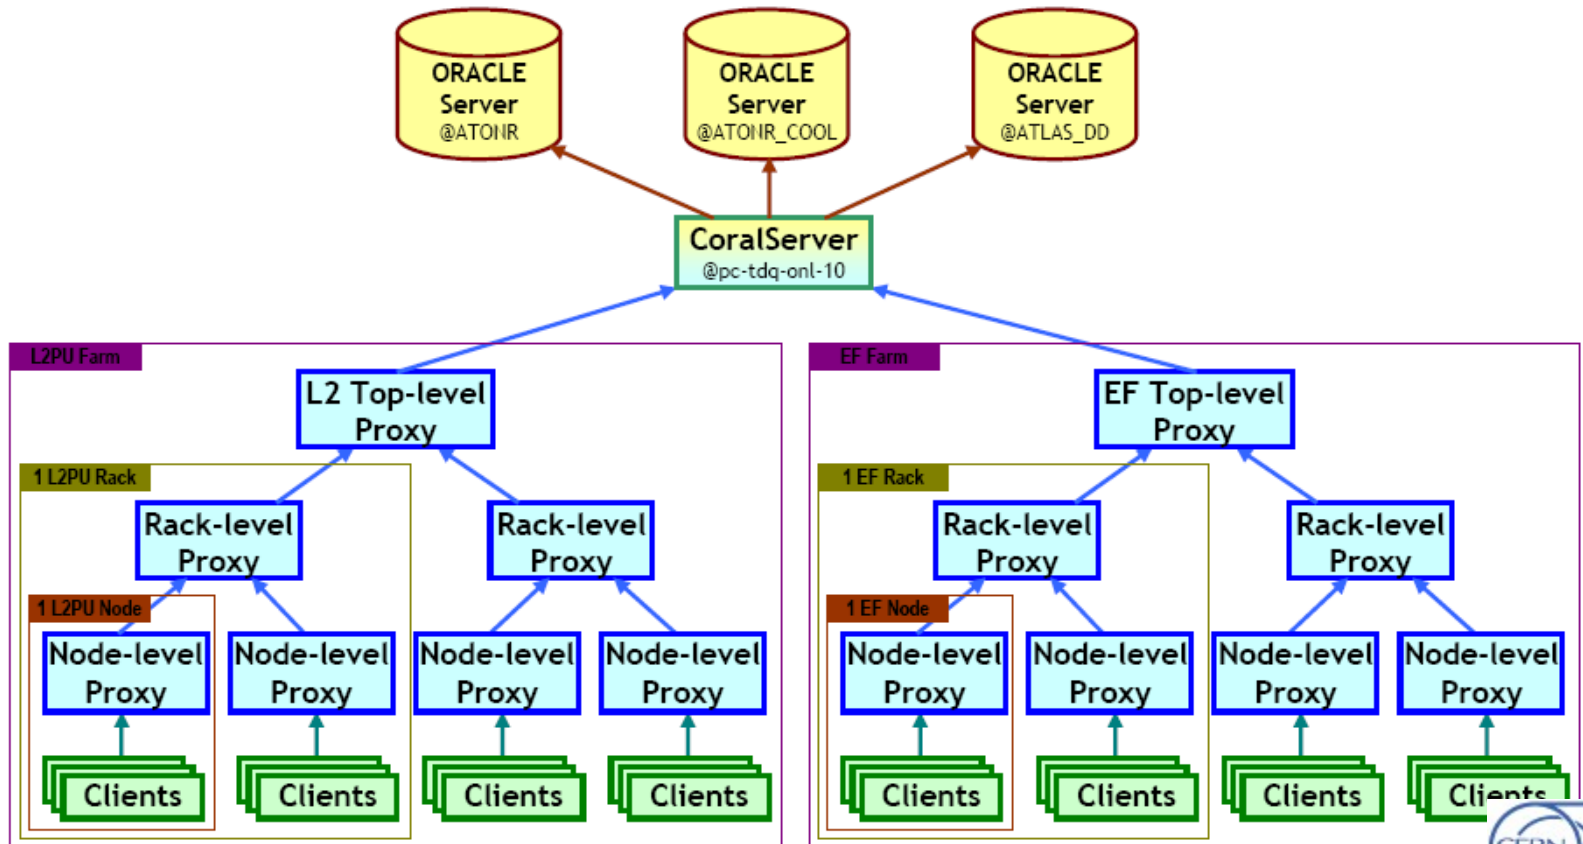 ORACLE
Server
@ATONR
ORACLE
Server
@ATONR_COOL
ORACLE
Server
@ATLAS_DD
CoralServer
@pc-tdq-onl-10
L2PU Farm
L2 Top-level
Proxy
1 L2PU Rack
Rack-level
Proxy
Rack-level
Proxy
1 L2PU Node
Node-level
Proxy
Node-level
Proxy
Node-level
Proxy
Node-level
Proxy
Clients
Clients
Clients
Clients
EF Farm
EF Top-level
Proxy
1 EF Rack
Rack-level
Proxy
Rack-level
Proxy
1 EF Node
Node-level
Proxy
Node-level
Proxy
Node-level
Proxy
Node-level
Proxy
Clients
Clients
Clients
Clients
CERN